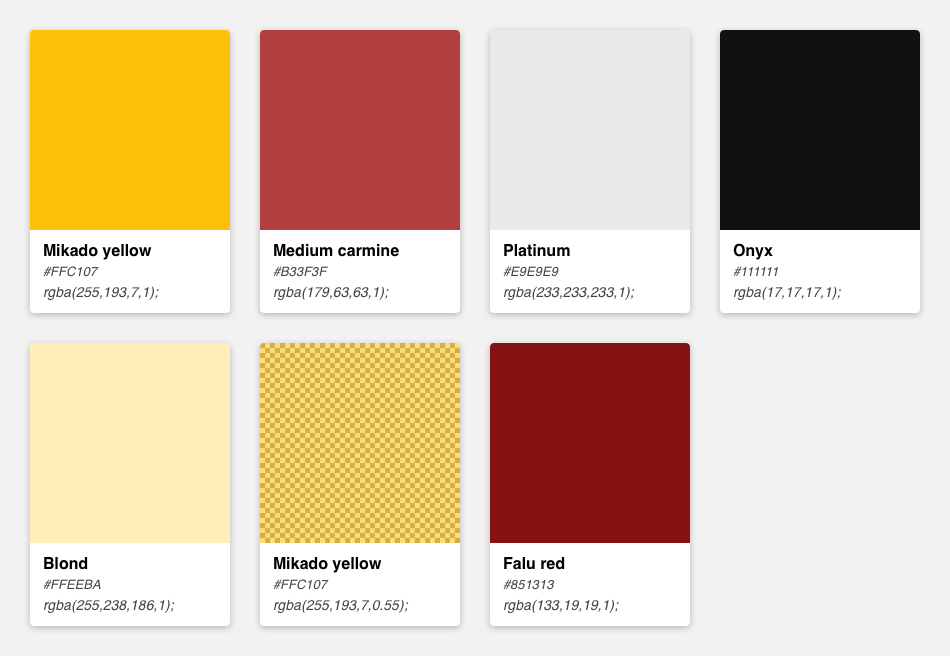 Mikado yellow
#FFC107
rgba(255,193,7,1);
Medium carmine
#B33F3F
rgba(179,63,63,1);
Platinum
#E9E9E9
rgba(233,233,233,1);
Onyx
#111111
rgba(17,17,17,1);
Blond
#FFEEBA
rgba(255,238,186,1);
Mikado yellow
#FFC107
rgba(255,193,7,0.55);
Falu red
#851313
rgba(133,19,19,1);